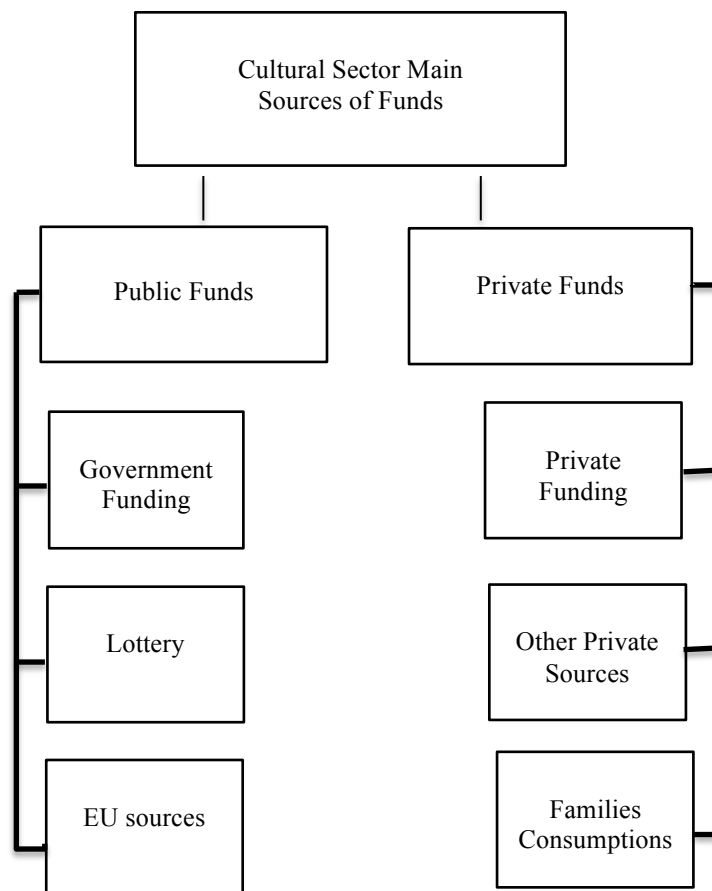 Cultural Sector Main
Sources of Funds
Public Funds
Private Funds
Government
Funding
Private
Funding
Lottery
Other Private
Sources
EU sources
Families
Consumptions